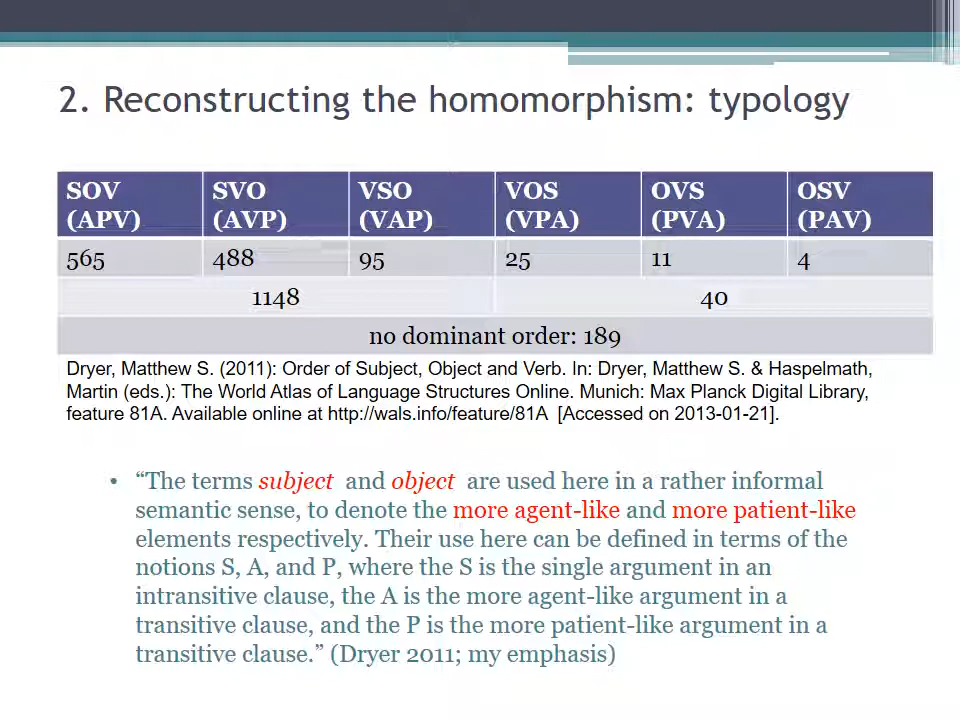 2. Reconstructing the homomorphism: typology
SOV SVO VSO VOS OVS OSV
(APV) (AVP) (VAP) (VPA) (PVA) (PAV)
565 488 95 25 11 4
1148 40
no dominant order: 189
Dryer, Matthew S. (2011): Order of Subject, Object and Verb. In: Dryer, Matthew S. & Haspelmath,
Martin (eds.): The World Atlas of Language Structures Online. Munich: Max Planck Digital Library,
feature 81A. Available online at http://wals.info/feature/81A [Accessed on 2013-01-21].
• “The terms subject and object are used here in a rather informal
semantic sense, to denote the more agent-like and more patient-like
elements respectively. Their use here can be defined in terms of the
notions S, A, and P, where the S is the single argument in an
intransitive clause, the A is the more agent-like argument in a
transitive clause, and the P is the more patient-like argument in a
transitive clause.” (Dryer 2011; my emphasis)